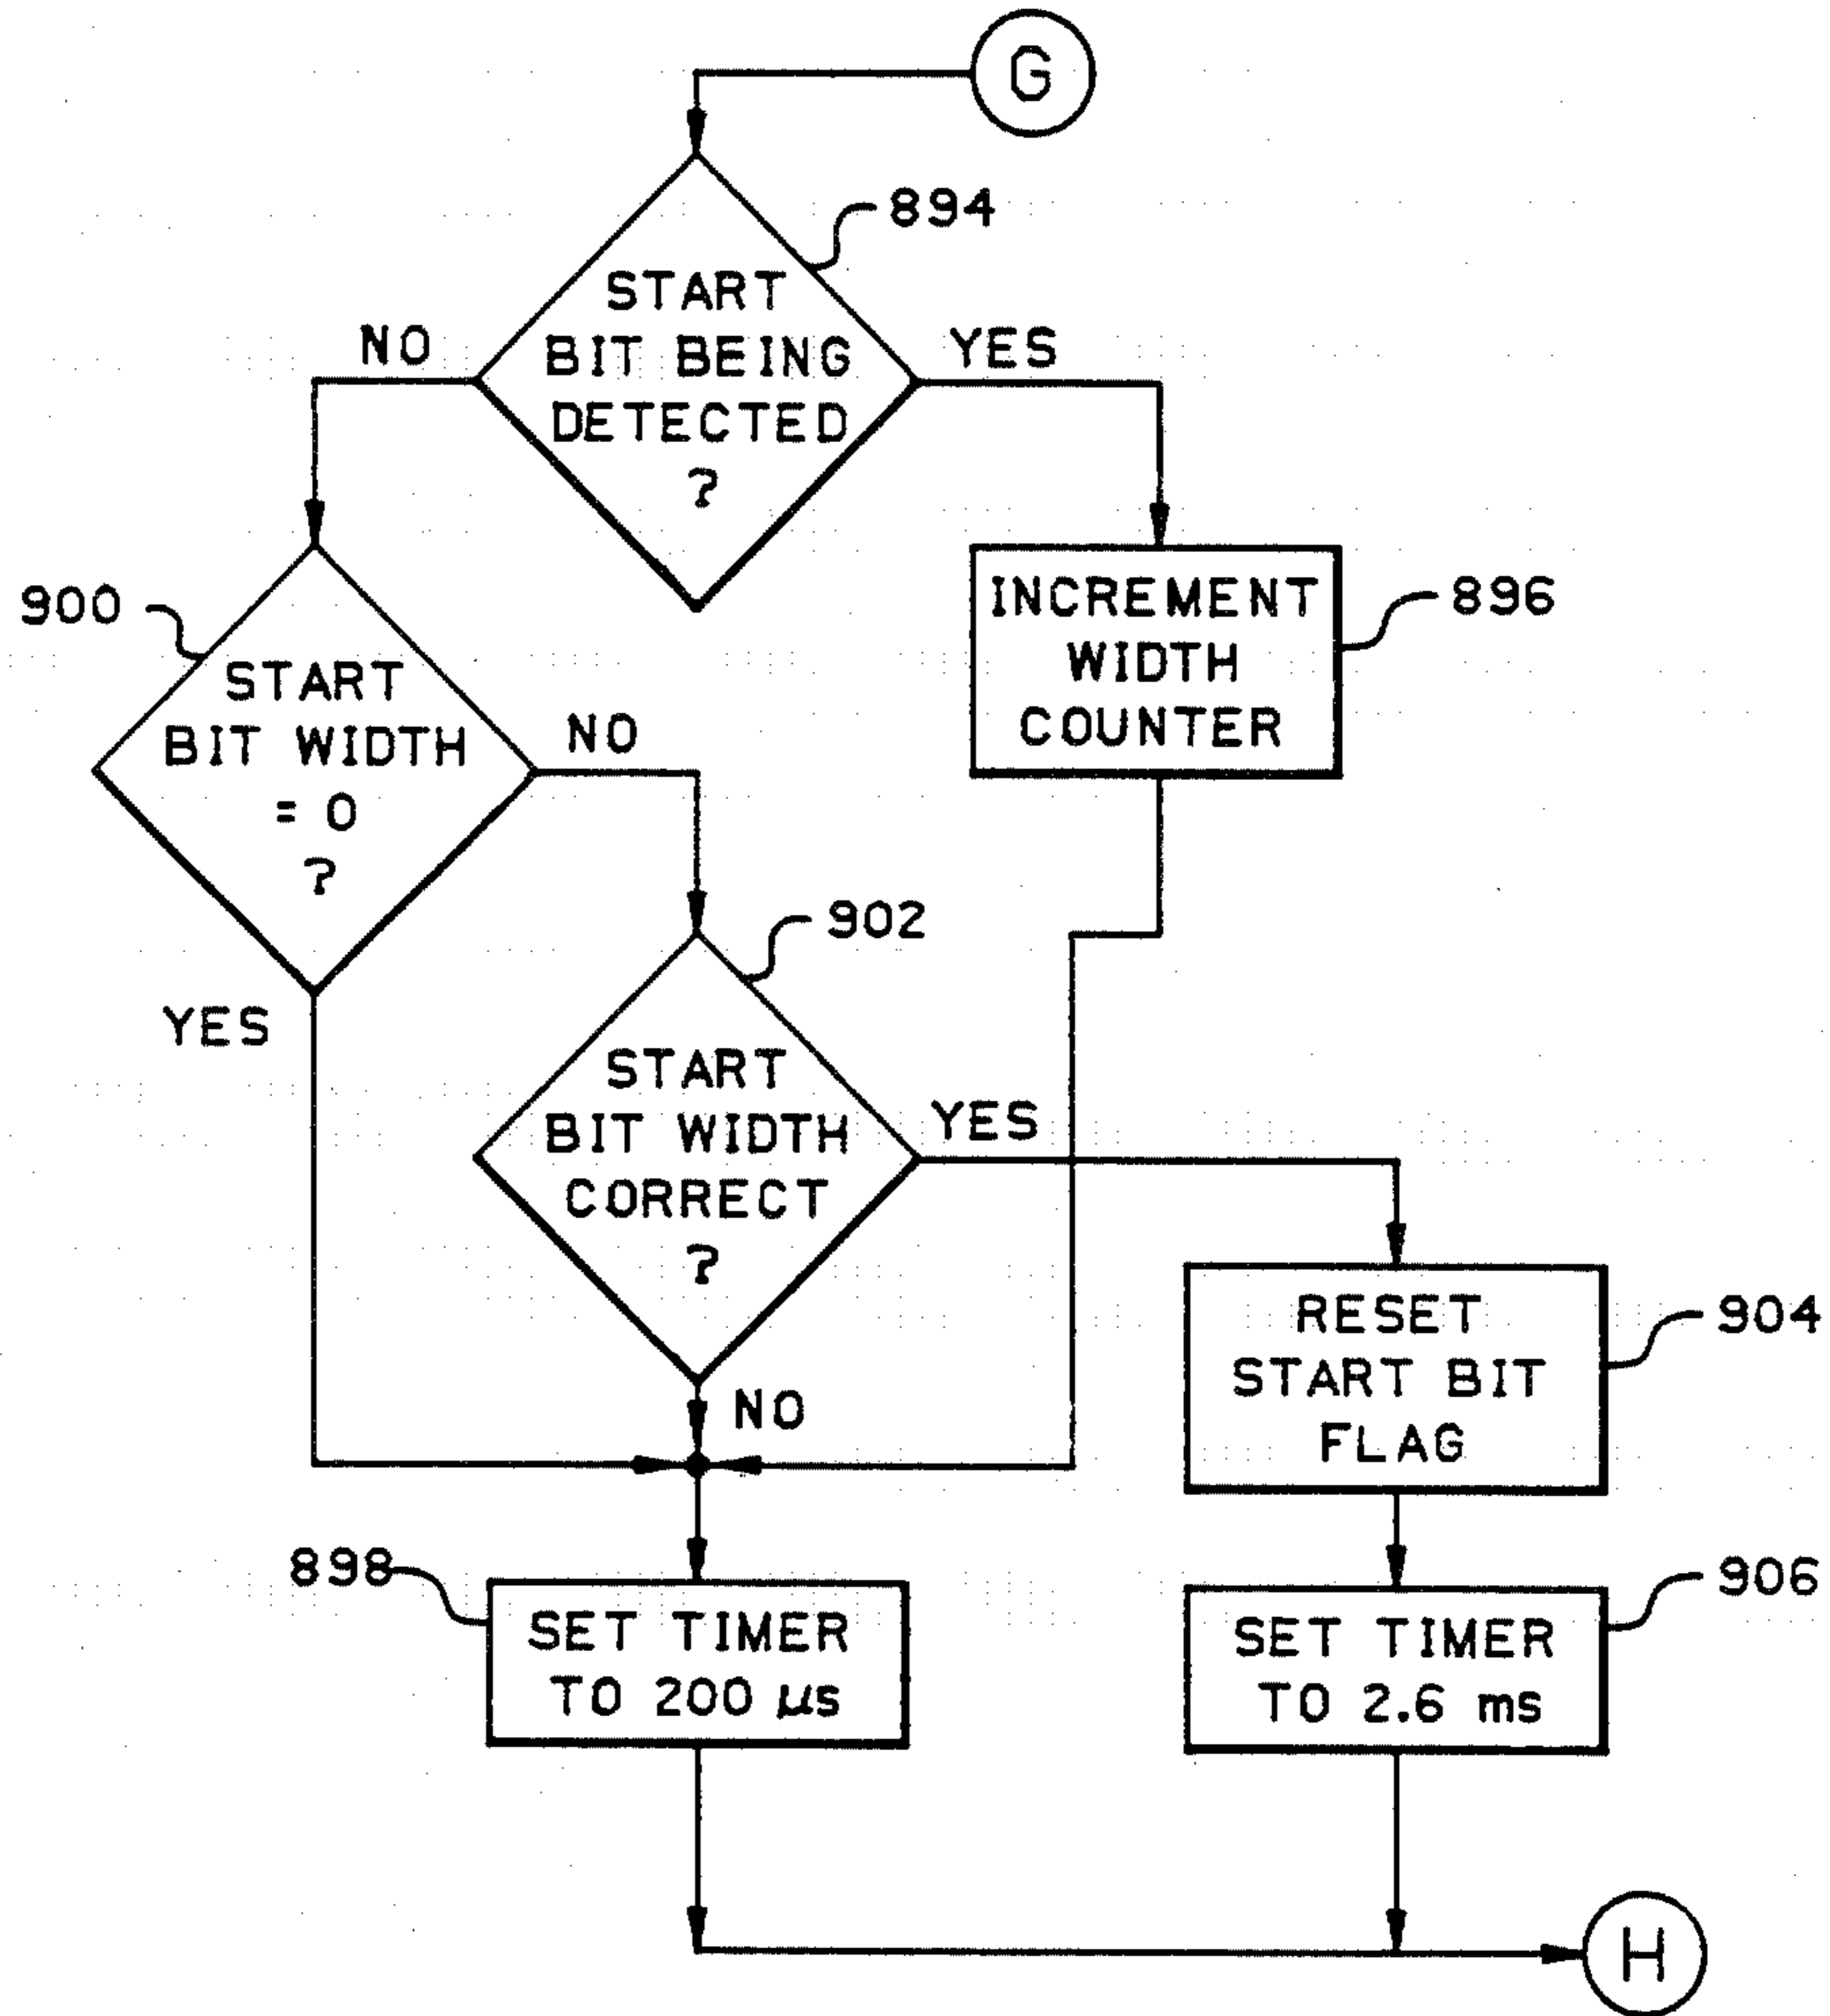 G
894
START
BIT BEING
DETECTED
?
NO
YES
900
START
BIT WIDTH
= 0
?
NO
YES
896
INCREMENT
WIDTH
COUNTER
902
START
BIT WIDTH
CORRECT
?
YES
NO
904
RESET
START BIT
FLAG
898
SET TIMER
TO 200 µs
906
SET TIMER
TO 2.6 ms
H